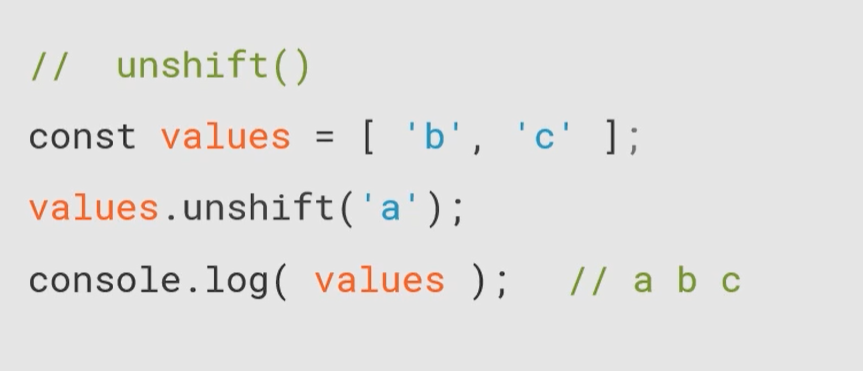 //  unshift()
const values = [ 'b', 'c' ];
values.unshift('a');
console.log( values );  // a b c